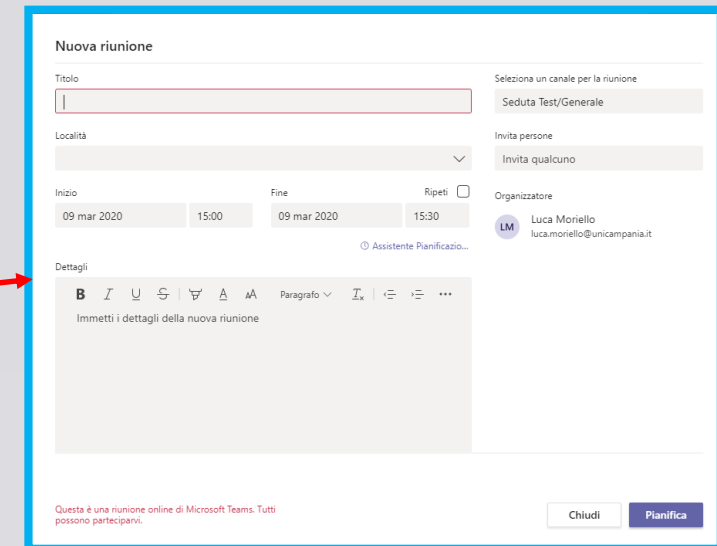 Nuova riunione
Titolo
Località
Inizio
Fine
Ripeti
09 mar 2020
15:00
09 mar 2020
15:30
Assistente Pianificazio...
Dettagli
B I U S A AA Paragrafo Tx ...
Immetti i dettagli della nuova riunione
Seleziona un canale per la riunione
Seduta Test/Generale
Invita persone
Invita qualcuno
Organizzatore
LM
Luca Moriello
luca.moriello@unicampania.it
Questa è una riunione online di Microsoft Teams. Tutti
possono parteciparvi.
Chiudi
Pianifica